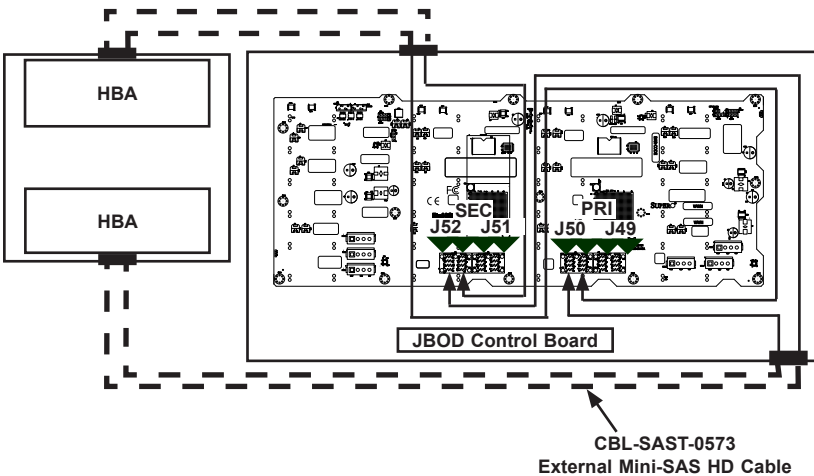 HBA
HBA
SEC
PRI
J52
J51
J50
J49
JBOD Control Board
CBL-SAST-0573
External Mini-SAS HD Cable